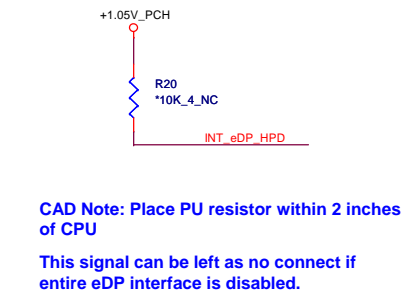 +1.05V_PCH
R20
*10K_4_NC
INT_eDP_HPD
CAD Note: Place PU resistor within 2 inches
of CPU
This signal can be left as no connect if
entire eDP interface is disabled.